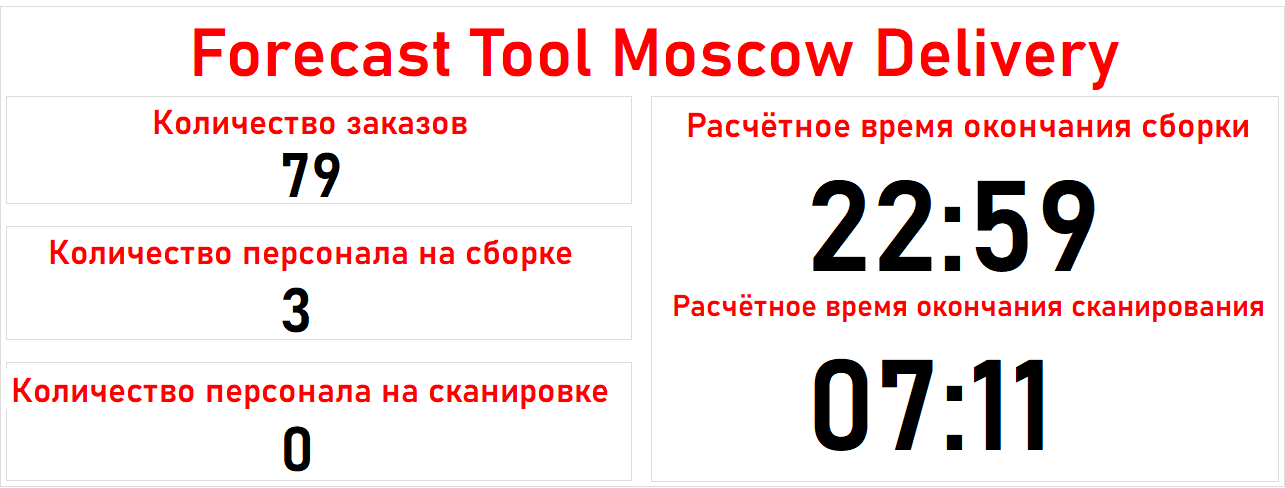 Forecast Tool Moscow Delivery
Количество заказов
79
Количество персонала на сборке
3
Количество персонала на сканировке
0
Расчётное время окончания сборки
22:59
Расчётное время окончания сканирования
07:11